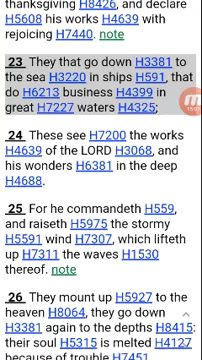 thanksgiving H8426, and declare
H5608 his works H4639 with
rejoicing H7440. note
23 They that go down H3381 to
the sea H3220 in ships H591, that
do H6213 business H4399 in
great H7227 waters H4325;
24 These see H7200 the works
H4639 of the LORD H3068, and
his wonders H6381 in the deep
H4688.
25 For he commandeth H559,
and raiseth H5975 the stormy
H5591 wind H7307, which lifteth
up H7311 the waves H1530
thereof. note
26 They mount up H5927 to the
heaven H8064, they go down
H3381 again to the depths H8415:
their soul H5315 is melted H4127
because of trouble H7451.